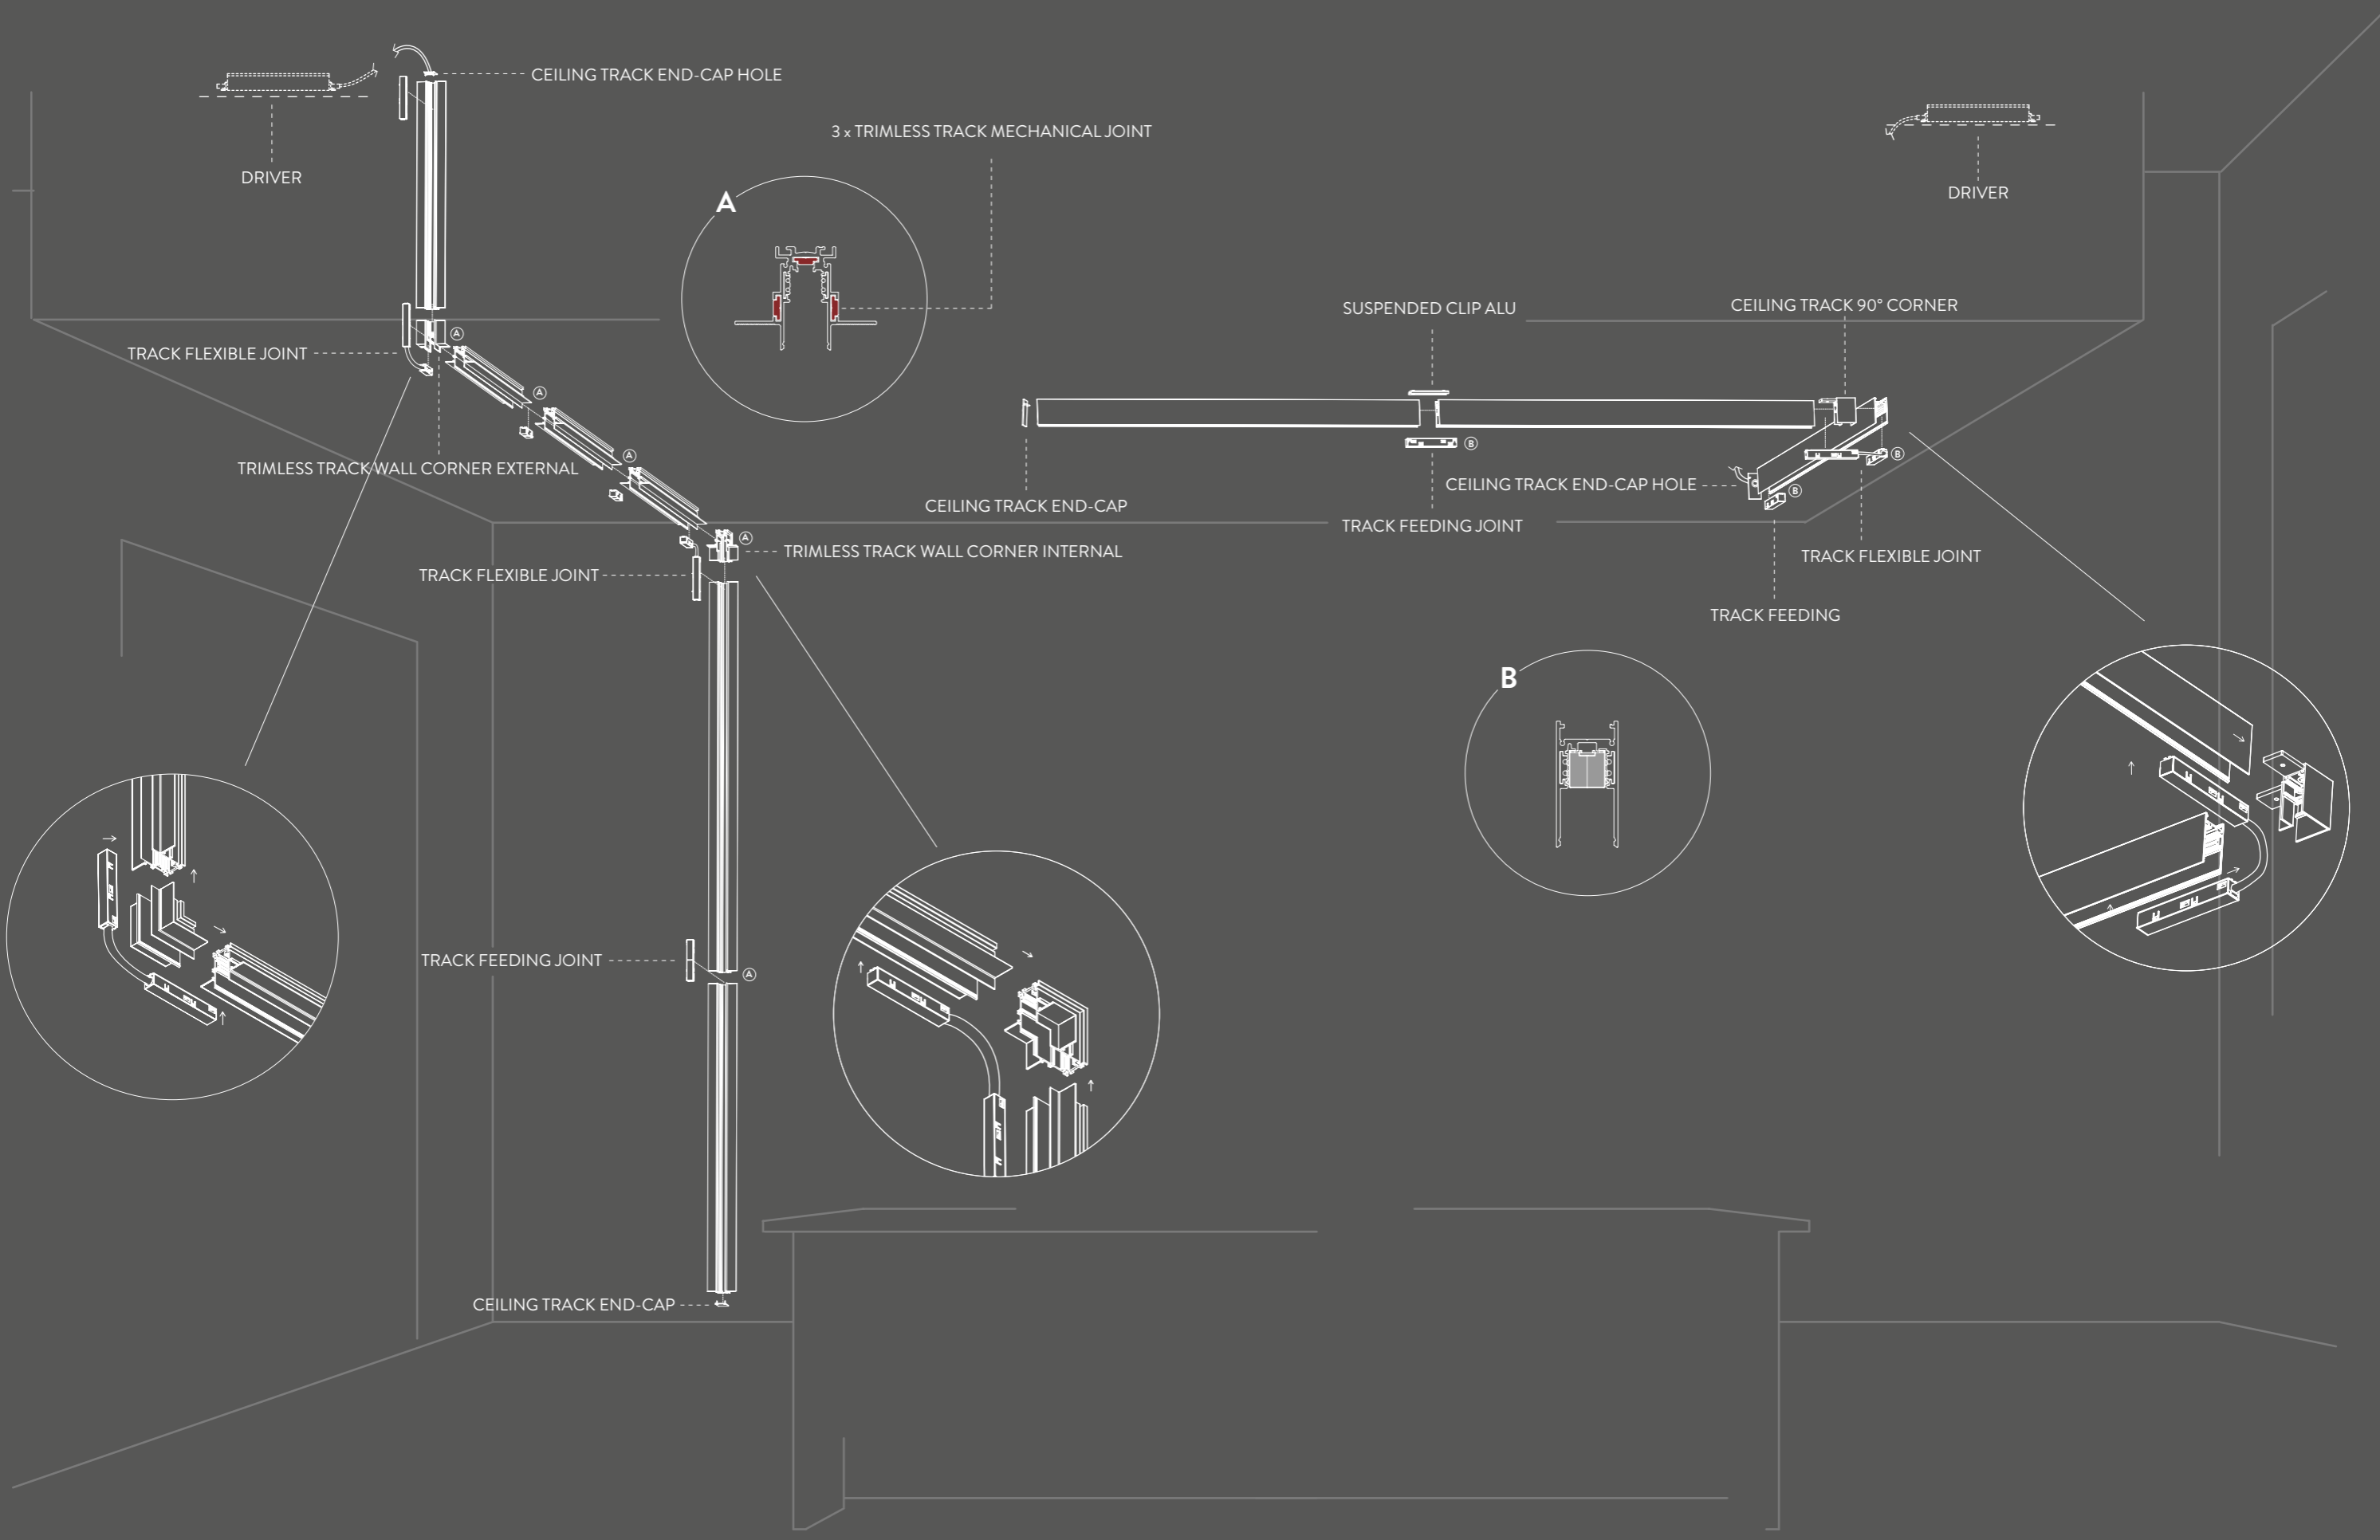 CEILING TRACK END-CAP HOLE
DRIVER
3 x TRIMLESS TRACK MECHANICAL JOINT
DRIVER
A
SUSPENDED CLIP ALU
CEILING TRACK 90° CORNER
A
TRACK FLEXIBLE JOINT
A
B
B
A
TRIMLESS TRACK WALL CORNER EXTERNAL
CEILING TRACK END-CAP HOLE
B
CEILING TRACK END-CAP
TRACK FEEDING JOINT
A
TRIMLESS TRACK WALL CORNER INTERNAL
TRACK FLEXIBLE JOINT
TRACK FLEXIBLE JOINT
TRACK FEEDING
B
TRACK FEEDING JOINT
A
CEILING TRACK END-CAP